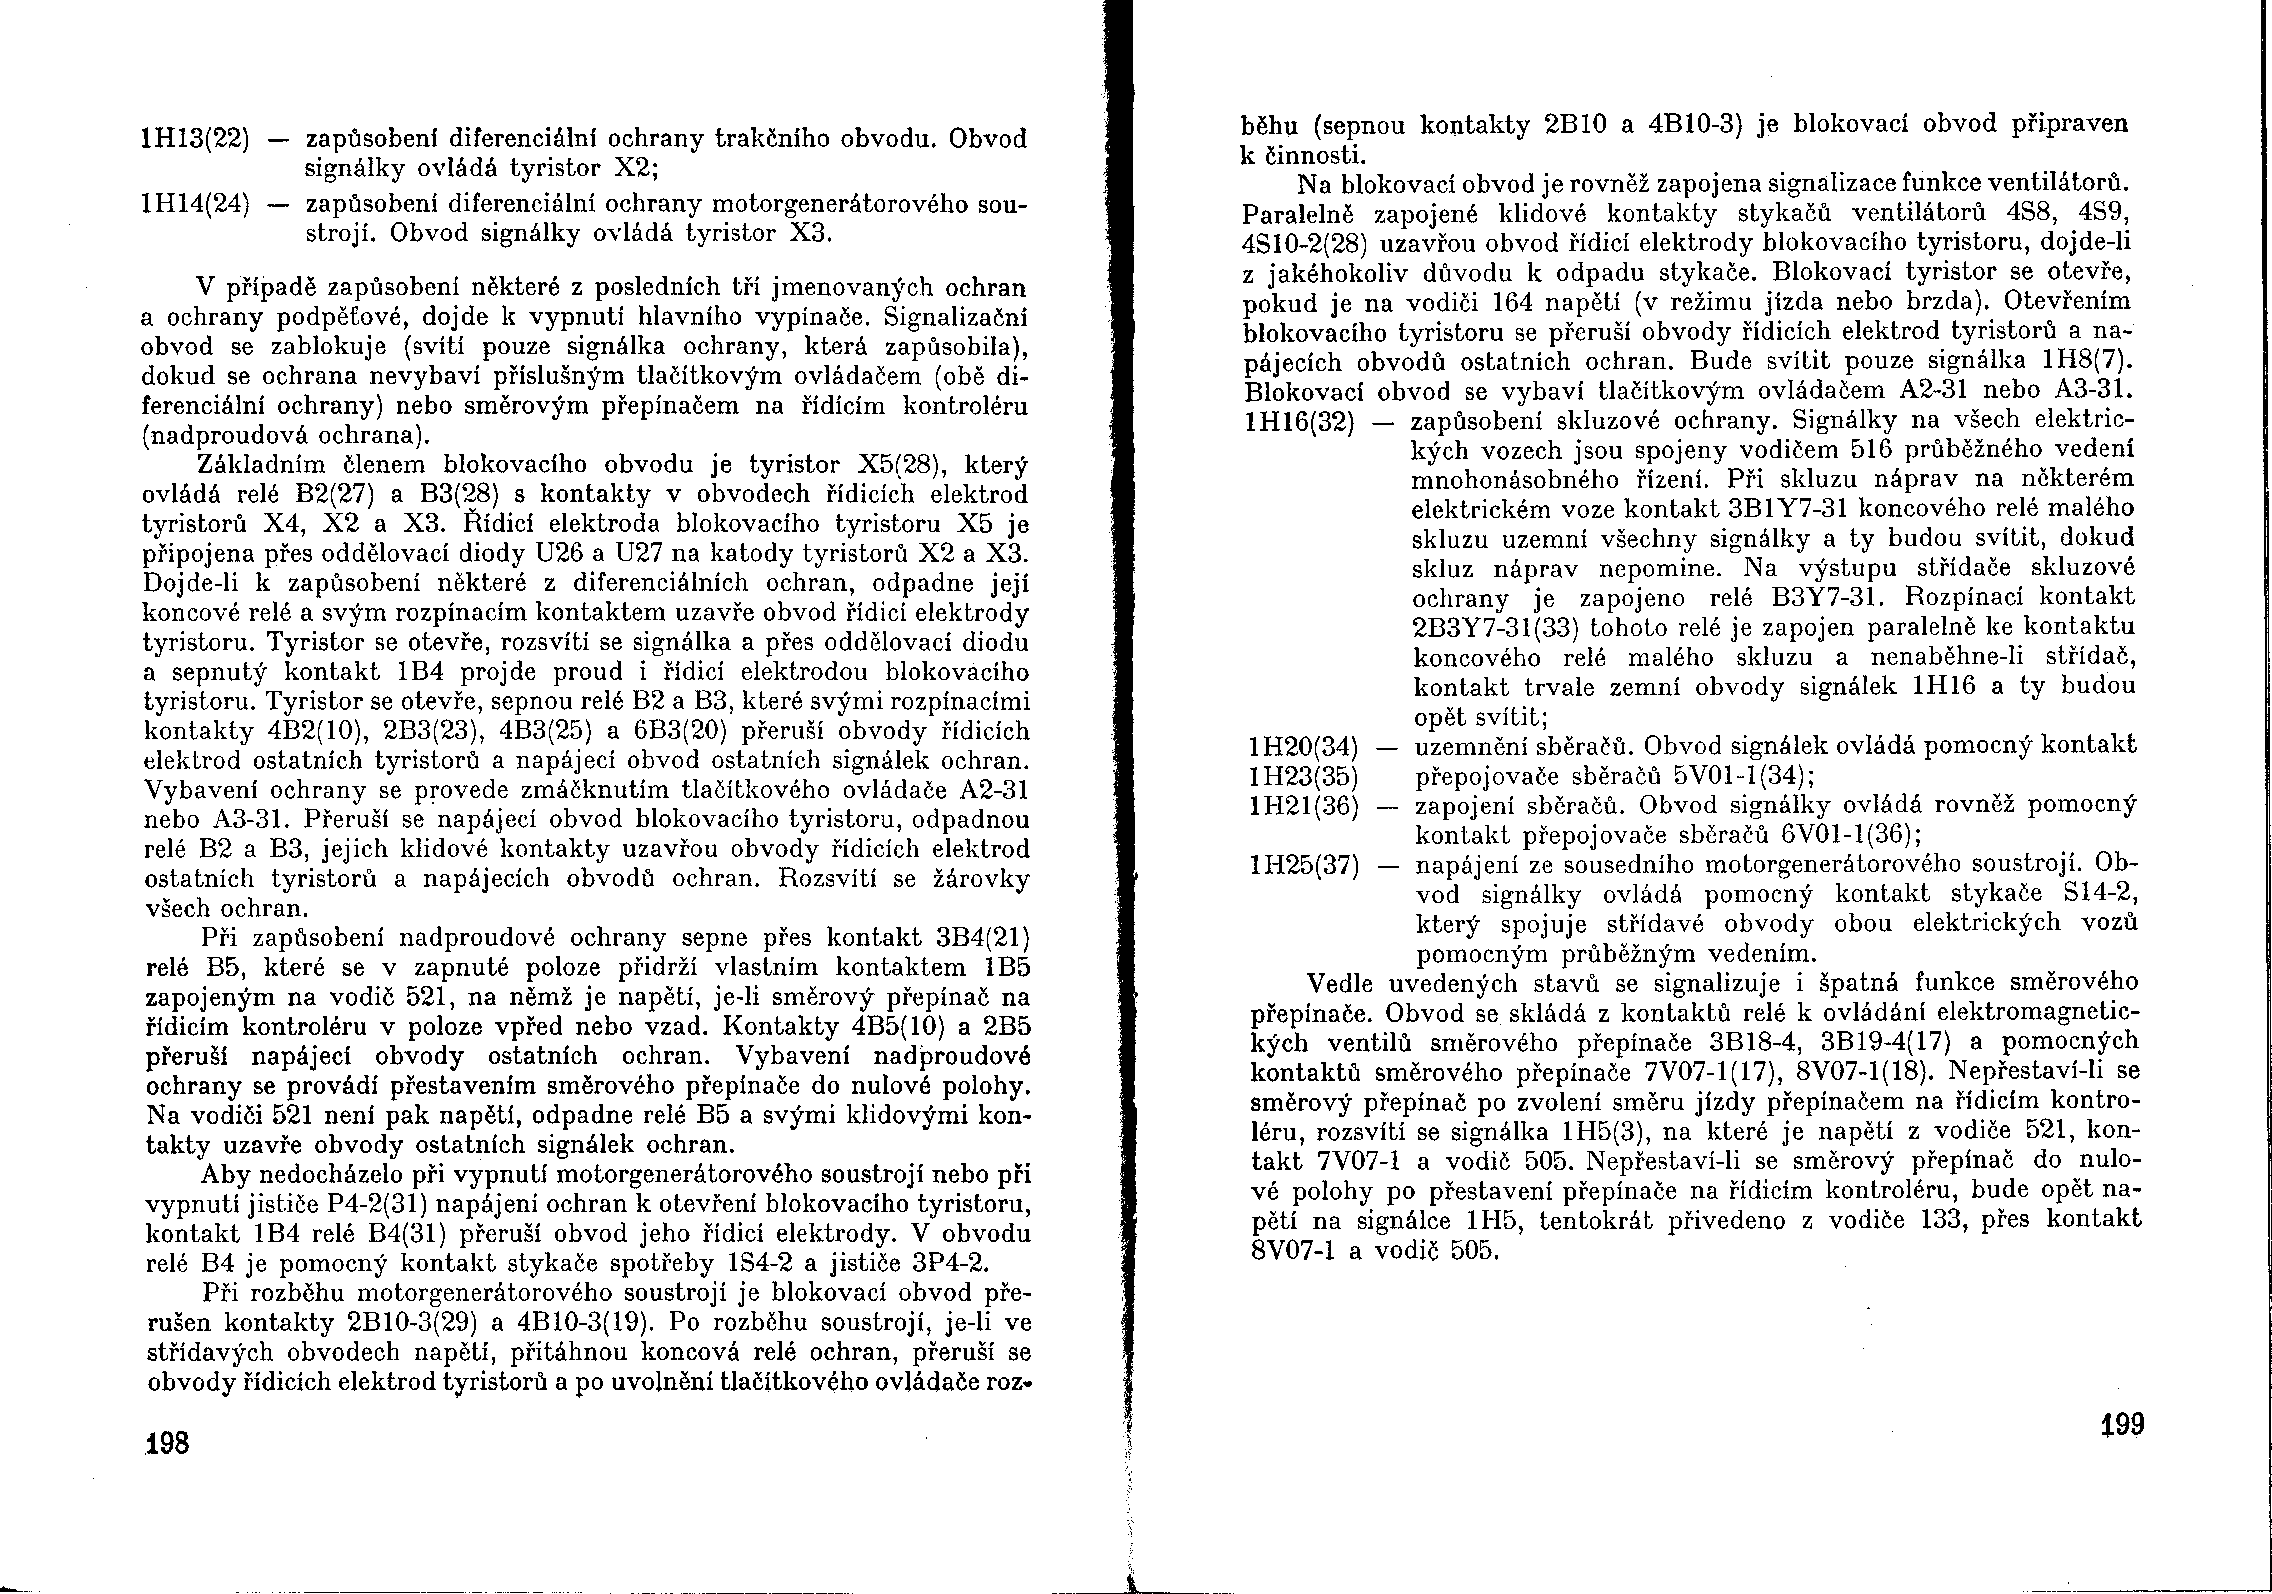 1H13(22) — zapůsobení diferenciální ochrany trakčního obvodu. Obvod
signálky ovládá tyristor X2;
1H14(24) — zapůsobení diferenciální ochrany motorgenerátorového sou-
strojí. Obvod signálky ovládá tyristor X3.
V případě zapůsobení některé z posledních tří jmenovaných ochran
a ochrany podpěťové, dojde k vypnutí hlavního vypínače. Signalizační
obvod se zablokuje (svítí pouze signálka ochrany, která zapůsobila),
dokud se ochrana nevybaví příslušným tlačítkovým ovládačem (obě di-
ferenciální ochrany) nebo směrovým přepínačem na řídícím kontroléru
(nadproudová ochrana).
Základním členem blokovacího obvodu je tyristor X5(28), který
ovládá relé B2(27) a B3(28) s kontakty v obvodech řídicích elektrod
tyristorů X4, X2 a X3. Řídicí elektroda blokovacího tyristoru X5 je
připojena přes oddělovací diody U26 a U27 na katody tyristorů X2 a X3.
Dojde-li k zapůsobení některé z diferenciálních ochran, odpadne její
koncové relé a svým rozpínacím kontaktem uzavře obvod řídicí elektrody
tyristoru. Tyristor se otevře, rozsvítí se signálka a přes oddělovací diodu
a sepnutý kontakt 1B4 projde proud i řídicí elektrodou blokovacího
tyristoru. Tyristor se otevře, sepnou relé B2 a B3, které svými rozpínacími
kontakty 4B2(10), 2B3(23), 4B3(25) a 6B3(20) přeruší obvody řídicích
elektrod ostatních tyristorů a napájecí obvod ostatních signálek ochran.
Vybavení ochrany se provede zmáčknutím tlačítkového ovládače A2-31
nebo A3-31. Přeruší se napájecí obvod blokovacího tyristoru, odpadnou
relé B2 a B3, jejich klidové kontakty uzavřou obvody řídicích elektrod
ostatních tyristorů a napájecích obvodů ochran. Rozsvítí se žárovky
všech ochran.
Při zapůsobení nadproudové ochrany sepne přes kontakt 3B4(21)
relé B5, které se v zapnuté poloze přidrží vlastním kontaktem 1B5
zapojeným na vodič 521, na němž je napětí, je-li směrový přepínač na
řídicím kontroléru v poloze vpřed nebo vzad. Kontakty 4B5(10) a 2B5
přeruší napájecí obvody ostatních ochran. Vybavení nadproudové
ochrany se provádí přestavením směrového přepínače do nulové polohy.
Na vodiči 521 není pak napětí, odpadne relé B5 a svými klidovými kon-
takty uzavře obvody ostatních signálek ochran.
Aby nedocházelo při vypnutí motorgenerátorového soustrojí nebo při
vypnutí jističe P4-2(31) napájení ochran k otevření blokovacího tyristoru,
kontakt 1B4 relé B4(31) přeruší obvod jeho řídicí elektrody. V obvodu
relé B4 je pomocný kontakt stykače spotřeby 1S4-2 a jističe 3P4-2.
Při rozběhu motorgenerátorového soustrojí je blokovací obvod pře-
rušen kontakty 2B10-3(29) a 4B10-3(19). Po rozběhu soustrojí, je-li ve
střídavých obvodech napětí, přitáhnou koncová relé ochran, přeruší se
obvody řídicích elektrod tyristorů a po uvolnění tlačítkového ovládače roz-
198
běhu (sepnou kontakty 2B10 a 4B10-3) je blokovací obvod připraven
k činnosti.
Na blokovací obvod je rovněž zapojena signalizace funkce ventilátorů.
Paralelně zapojené klidové kontakty stykačů ventilátorů 4S8, 4S9,
4S10-2(28) uzavřou obvod řídicí elektrody blokovacího tyristoru, dojde-li
z jakéhokoliv důvodu k odpadu stykače. Blokovací tyristor se otevře,
pokud je na vodiči 164 napětí (v režimu jízda nebo brzda). Otevřením
blokovacího tyristoru se přeruší obvody řídicích elektrod tyristorů a na-
pájecích obvodů ostatních ochran. Bude svítit pouze signálka 1H8(7).
Blokovací obvod se vybaví tlačítkovým ovládačem A2-31 nebo A3-31.
1H16(32) — zapůsobení skluzové ochrany. Signálky na všech elektric-
kých vozech jsou spojeny vodičem 516 průběžného vedení
mnohonásobného řízení. Při skluzu náprav na některém
elektrickém voze kontakt 3B1Y7-31 koncového relé malého
skluzu uzemní všechny signálky a ty budou svítit, dokud
skluz náprav nepomine. Na výstupu střídače skluzové
ochrany je zapojeno relé B3Y7-31. Rozpínací kontakt
2B3Y7-31(33) tohoto relé je zapojen paralelně ke kontaktu
koncového relé malého skluzu a nenaběhne-li střídač,
kontakt trvale zemní obvody signálek 1H16 a ty budou
opět svítit;
1H20(34) — uzemnění sběračů. Obvod signálek ovládá pomocný kontakt
1H23(35) přepojovače sběračů 5V01-1(34);
1H21(36) — zapojení sběračů. Obvod signálky ovládá rovněž pomocný
kontakt přepojovače sběračů 6V01-1(36);
1H25(37) — napájení ze sousedního motorgenerátorového soustrojí. Ob-
vod signálky ovládá pomocný kontakt stykače S14-2,
který spojuje střídavé obvody obou elektrických vozů
pomocným průběžným vedením.
Vedle uvedených stavů se signalizuje i špatná funkce směrového
přepínače. Obvod se skládá z kontaktů relé k ovládání elektromagnetic-
kých ventilů směrového přepínače 3B18-4, 3B19-4(17) a pomocných
kontaktů směrového přepínače 7V07-1(17), 8V07-1(18). Nepřestaví-li se
směrový přepínač po zvolení směru jízdy přepínačem na řídicím kontro-
léru, rozsvítí se signálka 1H5(3), na které je napětí z vodiče 521, kon-
takt 7V07-1 a vodič 505. Nepřestaví-li se směrový přepínač do nulo-
vé polohy po přestavení přepínače na řídicím kontroléru, bude opět na-
pětí na signálce 1H5, tentokrát přivedeno z vodiče 133, přes kontakt
8V07-1 a vodič 505.
199